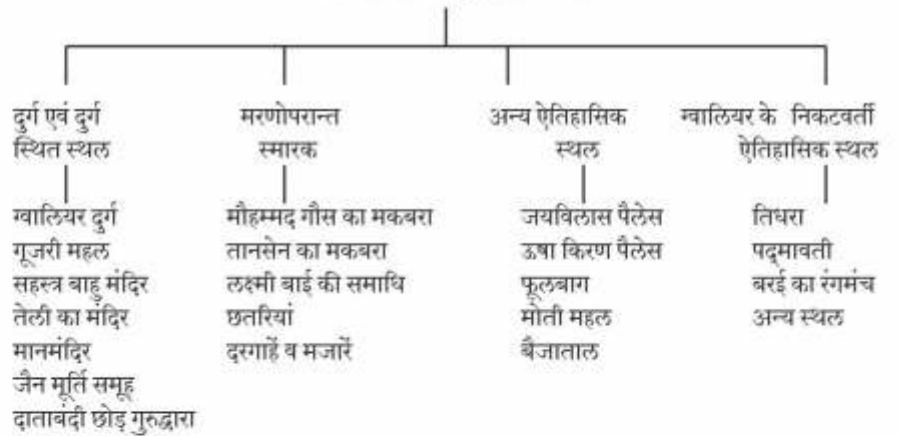 दुर्ग एवं दुर्ग
स्थित स्थल
ग्वालियर दुर्ग
गूजरी महल
सहस्त्र बाहु मंदिर
तेली का मंदिर
मानमंदिर
जैन मूर्ति समूह
दाताबंदी छोड़ गुरुद्वारा
मरणोपरान्त
स्मारक
मौहम्मद गौस का मकबरा
तानसेन का मकबरा
लक्ष्मी बाई की समाधि
छतरियां
दरगाहें व मजारें
अन्य ऐतिहासिक
स्थल
जयविलास पैलेस
ऊषा किरण पैलेस
फूलबाग
मोती महल
बैजाताल
ग्वालियर के निकटवर्ती
ऐतिहासिक स्थल
तिधरा
पद्मावती
बरई का रंगमंच
अन्य स्थल